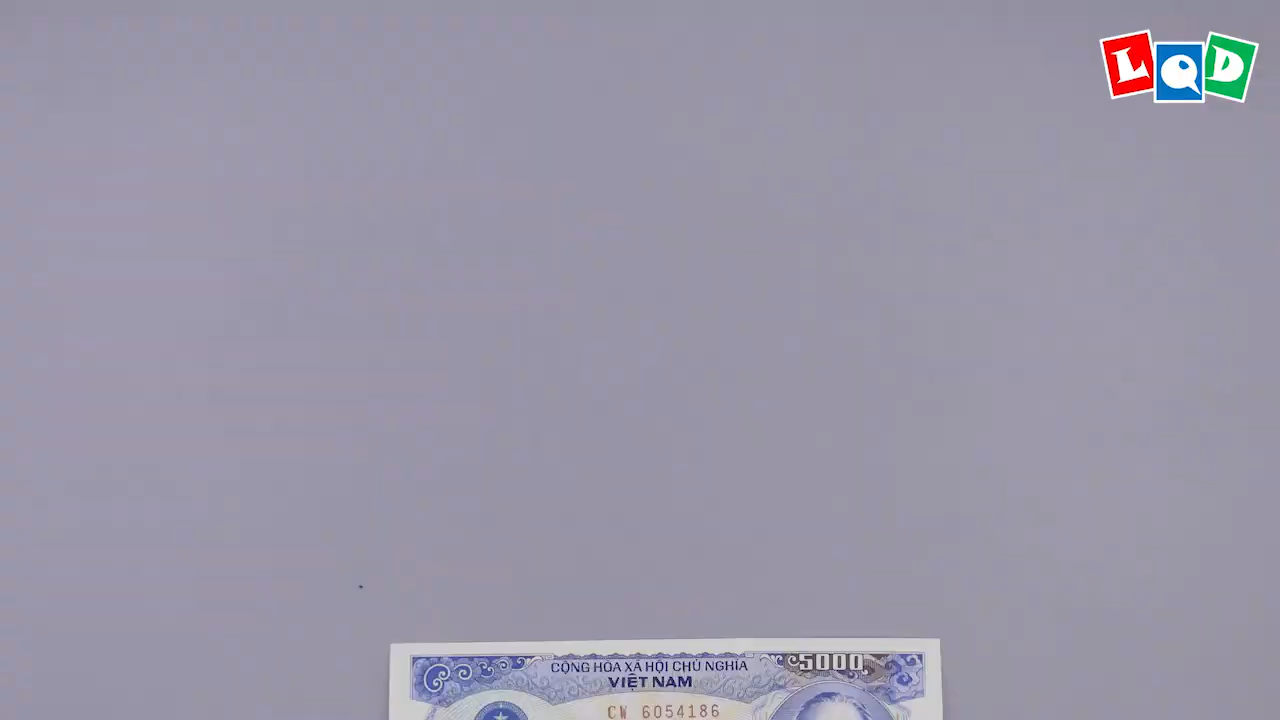 LQD
CỘNG HÒA XÃ HỘI CHỦ NGHĨA
5000
VIỆT NAM
CW 6054186